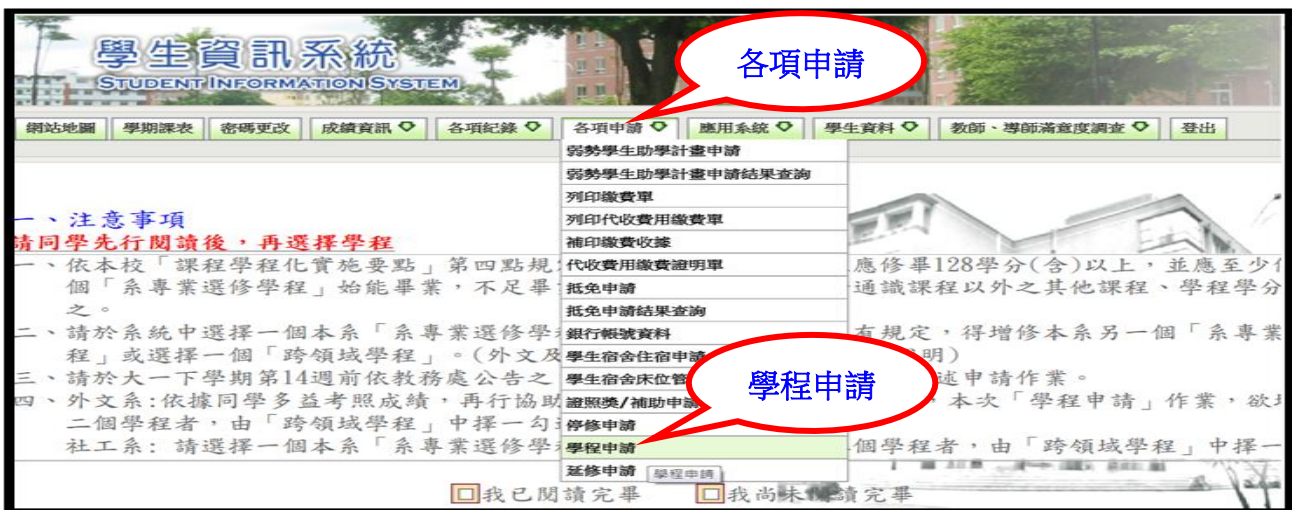 學生資訊系統
STUDENT INFORMATION SYSTEM
各項申請
網站地圖 學期課表 密碼更改 成績資訊 各項紀錄 各項申請 應用系統 學生資料 教師、導師滿意度調查 登出
弱勢學生助學計畫申請
弱勢學生助學計畫申請結果查詢
列印繳費單
列印代收費用繳費單
補印繳費收據
代收費用繳費證明單
抵免申請
抵免申請結果查詢
銀行帳號資料
學生宿舍住宿申請
學生宿舍床位管
證照獎/補助申請
停修申請
學程申請
延修申請
學程申請
學程申請
一、注意事項
請同學先行閱讀後,再選擇學程
一、依本校「課程學程化實施要點」第四點規 應修畢128學分(含)以上,並應至少
個「系專業選修學程」始能畢業,不足畢 通識課程以外之其他課程、學程學分
之。
二、請於系統中選擇一個本系「系專業選修學 有規定,得增修本系另一個「系專業
程」或選擇一個「跨領域學程」。(外文及 明)
三、請於大一下學期第14週前依教務處公告之 述申請作業。
四、外文系:依據同學多益考照成績,再行協助 ,本次「學程申請」作業,欲
二個學程者,由「跨領域學程」中擇一勾
社工系: 請選擇一個本系「系專業選修學 個學程者,由「跨領域學程」中擇一
我已閱讀完畢 我尚未閱讀完畢